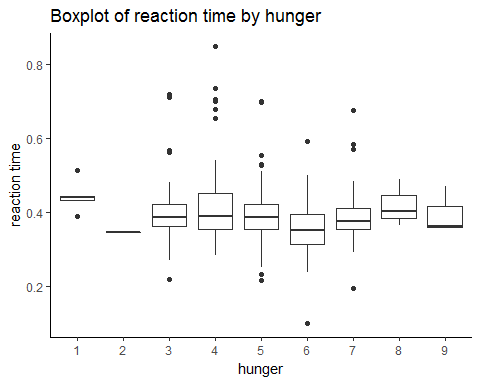 Boxplot of reaction time by hunger
reaction time
0.8
0.6
0.4
0.2
1 2 3 4 5 6 7 8 9
hunger